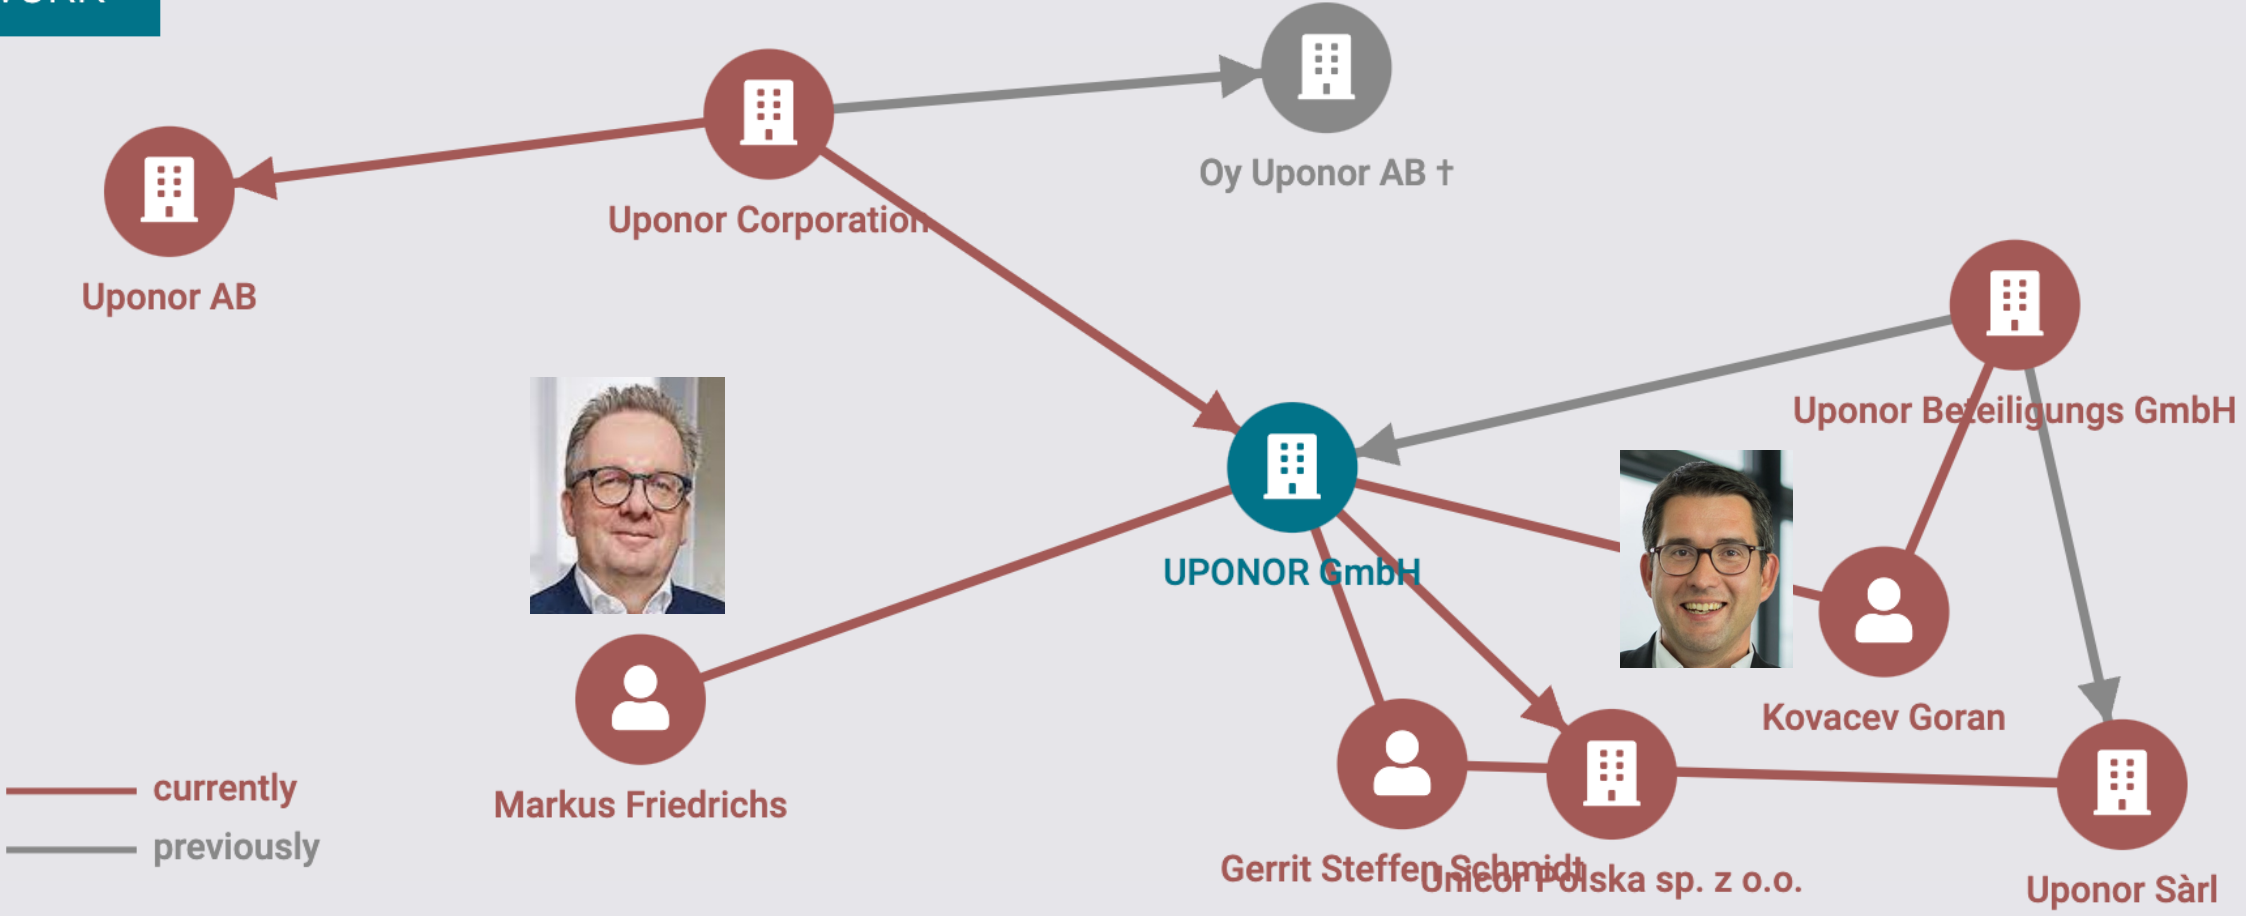 Oy Uponor AB †
Uponor Corporation
Uponor AB
Uponor Beteiligungs GmbH
UPONOR GmbH
Kovacev Goran
currently
Markus Friedrichs
previously
Gerrit Steffen Schmidt
Unicor Polska sp. z o.o.
Uponor Sàrl